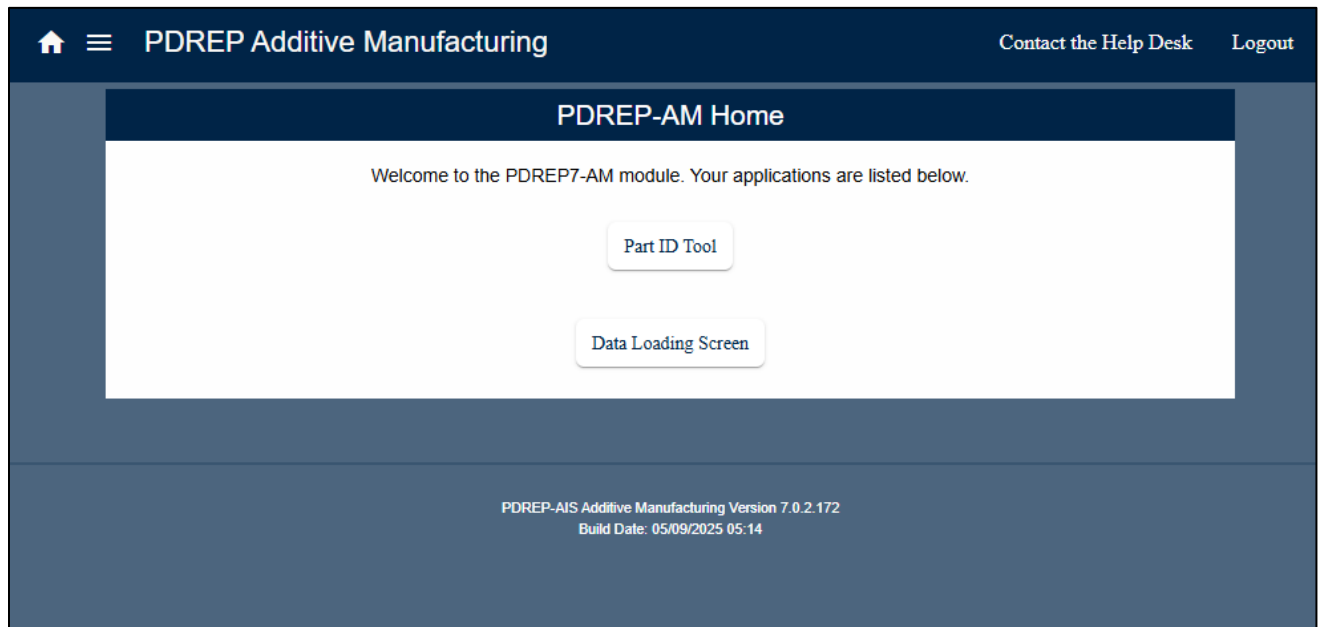 PDREP Additive Manufacturing
Contact the Help Desk
Logout
PDREP-AM Home
Welcome to the PDREP7-AM module. Your applications are listed below.
Part ID Tool
Data Loading Screen
PDREP-AIS Additive Manufacturing Version 7.0.2.172
Build Date: 05/09/2025 05:14